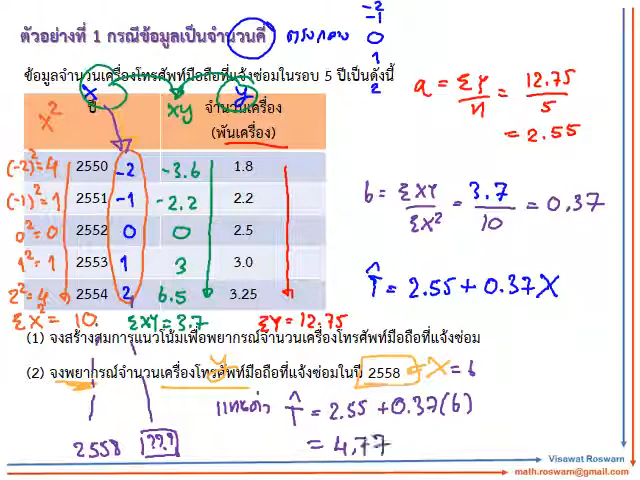 ตัวอย่างที่ 1 กรณีข้อมูลเป็นจำนวนคี่ ตรงกลาง
-2
-1
0
1
2
ข้อมูลจำนวนเครื่องโทรศัพท์มือถือที่แจ้งซ่อมในรอบ 5 ปีเป็นดังนี้
x² x xy y
ปี จำนวนเครื่อง
(พันเครื่อง)
(-2)²=4 2550 -2 -3.6 1.8
(-1)²=1 2551 -1 -2.2 2.2
0²=0 2552 0 0 2.5
1²=1 2553 1 3 3.0
2²=4 2554 2 6.5 3.25
Σx²= 10. Σxy=3.7 Σy=12.75
a = Σy/n = 12.75/5
= 2.55
b = Σxy/Σx² = 3.7/10 = 0.37
Ŷ = 2.55+0.37X
(1) จงสร้างสมการแนวโน้มเพื่อพยากรณ์จำนวนเครื่องโทรศัพท์มือถือที่แจ้งซ่อม
y
(2) จงพยากรณ์จำนวนเครื่องโทรศัพท์มือถือที่แจ้งซ่อมในปี 2558 → X = 6
แทนค่า Ŷ = 2.55 +0.37(6)
2558 ??? = 4.77
Visawat Roswarn
math.roswarn@gmail.com